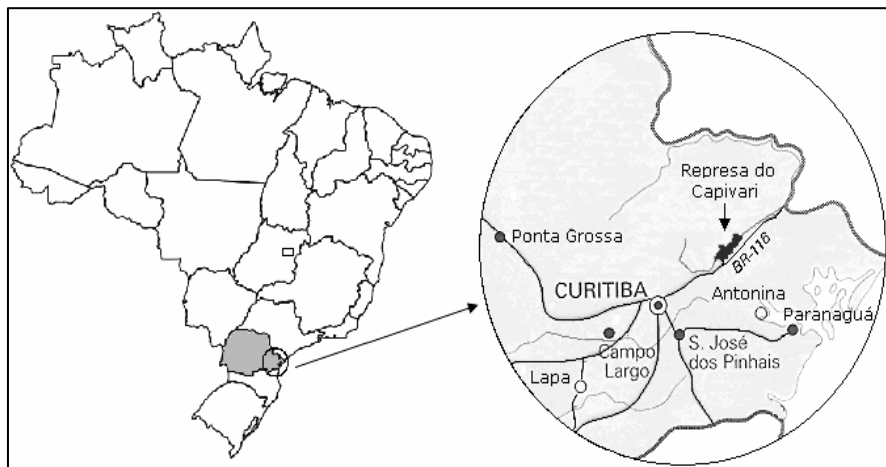 Represa do
Capivari
Ponta Grossa
BR-116
CURITIBA
Antonina
Paranaguá
Campo
Largo
S. José
dos Pinhais
Lapa